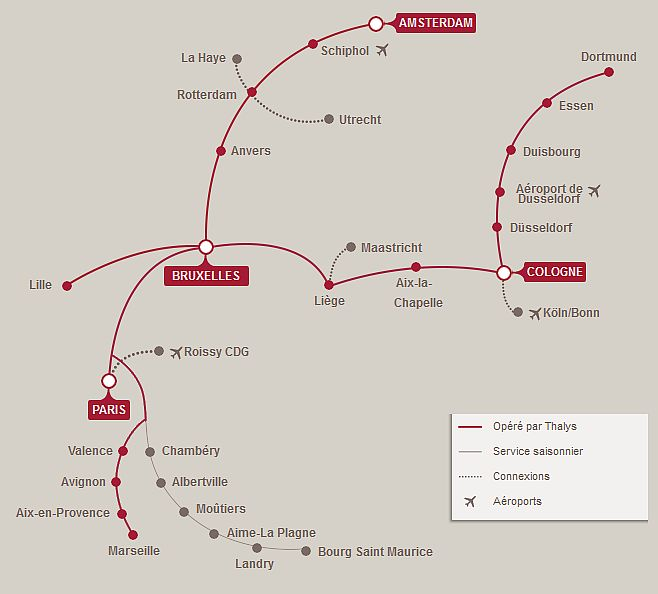 AMSTERDAM
Schiphol
La Haye
Dortmund
Rotterdam
Essen
Utrecht
Anvers
Duisbourg
Aéroport de
Dusseldorf
Düsseldorf
Maastricht
BRUXELLES
COLOGNE
Lille
Liège
Aix-la-
Chapelle
Köln/Bonn
Roissy CDG
PARIS
Opéré par Thalys
Service saisonnier
Connexions
Aéroports
Valence
Chambéry
Avignon
Albertville
Aix-en-Provence
Moûtiers
Aime-La Plagne
Marseille
Landry
Bourg Saint Maurice